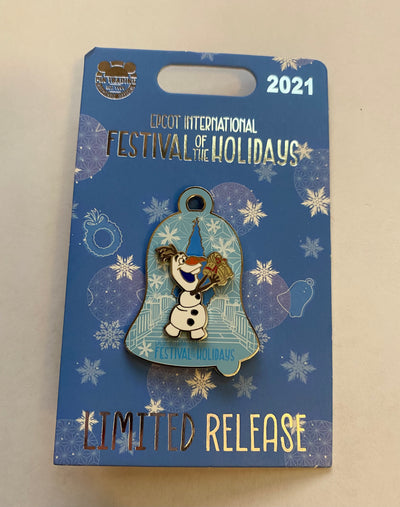 2021
EPCOT INTERNATIONAL
FESTIVAL OF THE HOLIDAYS
FESTIVAL HOLIDAYS
LIMITED RELEASE